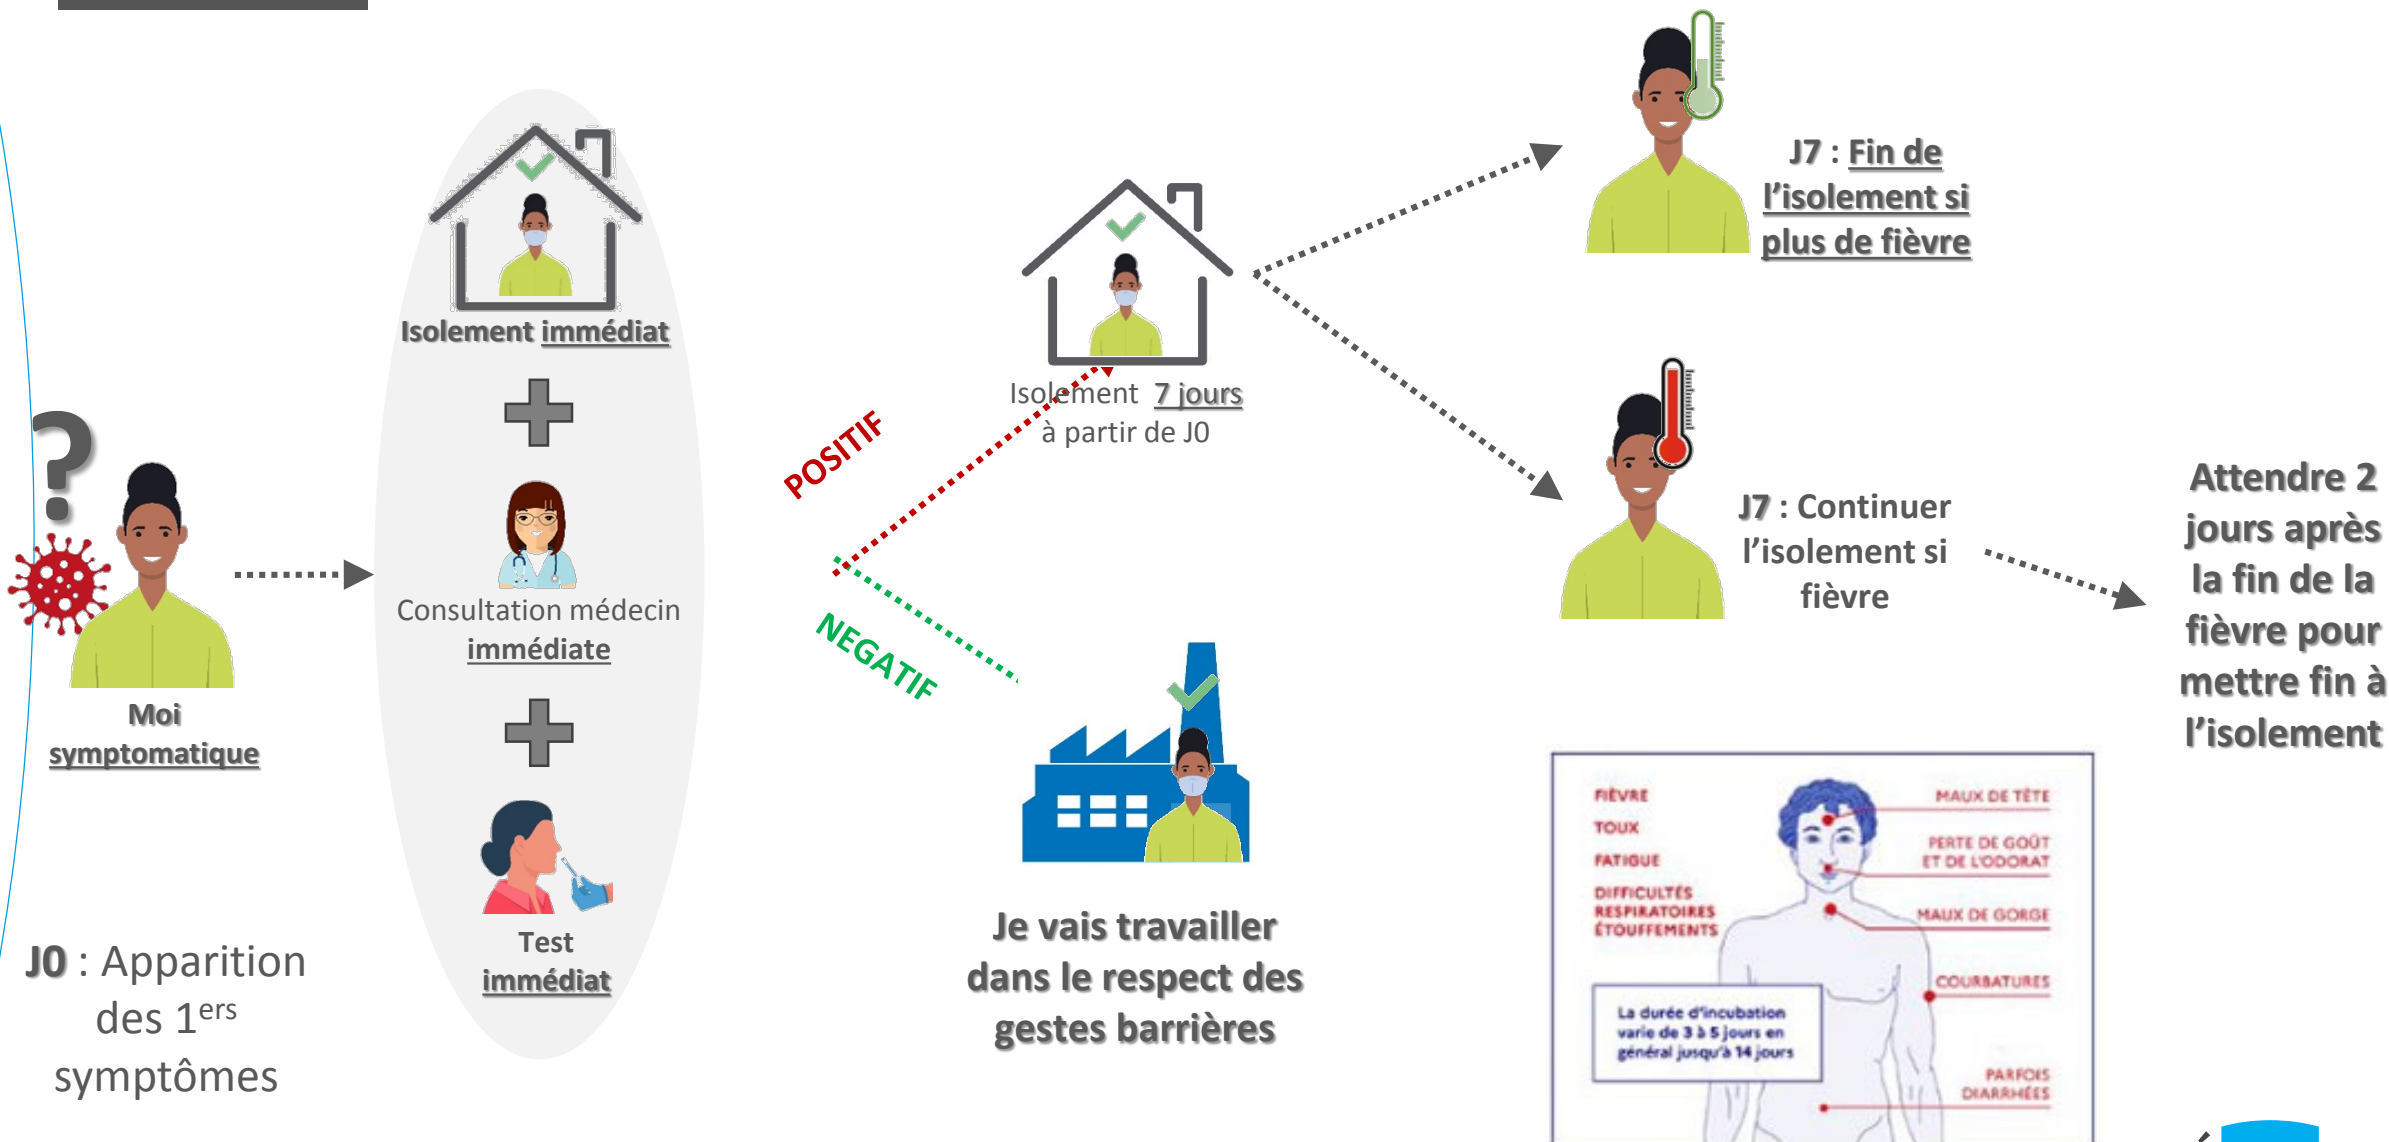 ?
Moi
symptomatique
J0 : Apparition
des 1ers
symptômes
Isolement immédiat
Consultation médecin
immédiate
Test
immédiat
POSITIF
NEGATIF
Isolement 7 jours
à partir de J0
Je vais travailler
dans le respect des
gestes barrières
J7 : Fin de
l’isolement si
plus de fièvre
J7 : Continuer
l’isolement si
fièvre
Attendre 2
jours après
la fin de la
fièvre pour
mettre fin à
l’isolement
FIÈVRE
TOUX
FATIGUE
DIFFICULTÉS
RESPIRATOIRES
ÉTOUFFEMENTS
La durée d'incubation
varie de 3 à 5 jours en
général jusqu'à 14 jours
MAUX DE TÊTE
PERTE DE GOÛT
ET DE L'ODORAT
MAUX DE GORGE
COURBATURES
PARFOIS
DIARRHÉES